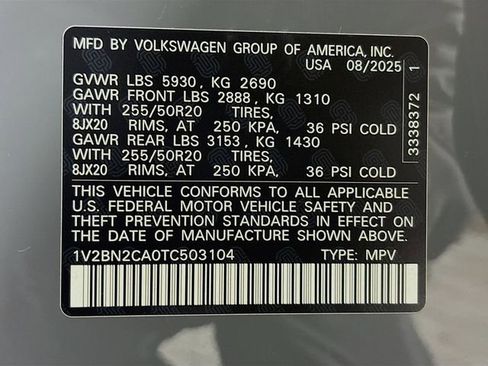 MFD BY VOLKSWAGEN GROUP OF AMERICA, INC.
USA 08/2025
GVWR LBS 5930, KG 2690
GAWR FRONT LBS 2888, KG 1310
WITH 255/50R20 TIRES,
8JX20 RIMS, AT 250 KPA, 36 PSI COLD
GAWR REAR LBS 3153, KG 1430
WITH 255/50R20 TIRES,
8JX20 RIMS, AT 250 KPA, 36 PSI COLD
THIS VEHICLE CONFORMS TO ALL APPLICABLE
U.S. FEDERAL MOTOR VEHICLE SAFETY AND
THEFT PREVENTION STANDARDS IN EFFECT ON
THE DATE OF MANUFACTURE SHOWN ABOVE.
1V2BN2CA0TC503104 TYPE: MPV
3338372 1